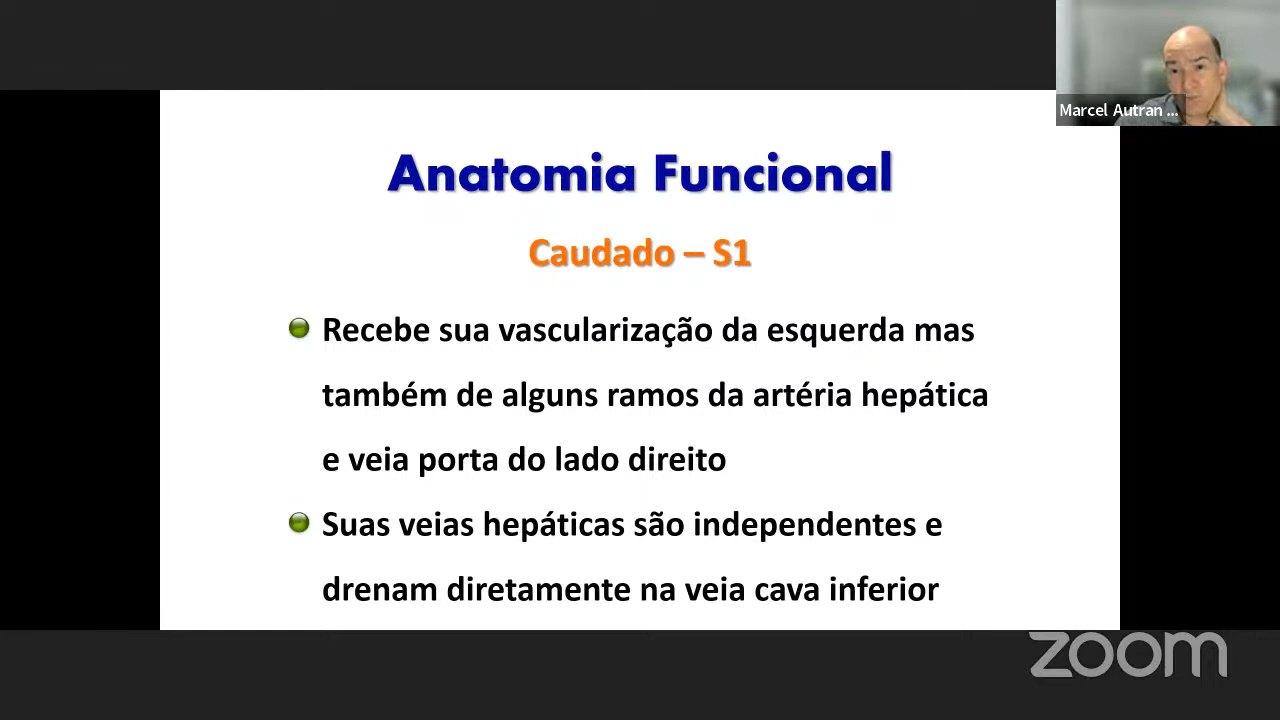 Marcel Autran ...
Anatomia Funcional
Caudado – S1
Recebe sua vascularização da esquerda mas
também de alguns ramos da artéria hepática
e veia porta do lado direito
Suas veias hepáticas são independentes e
drenam diretamente na veia cava inferior
zoom